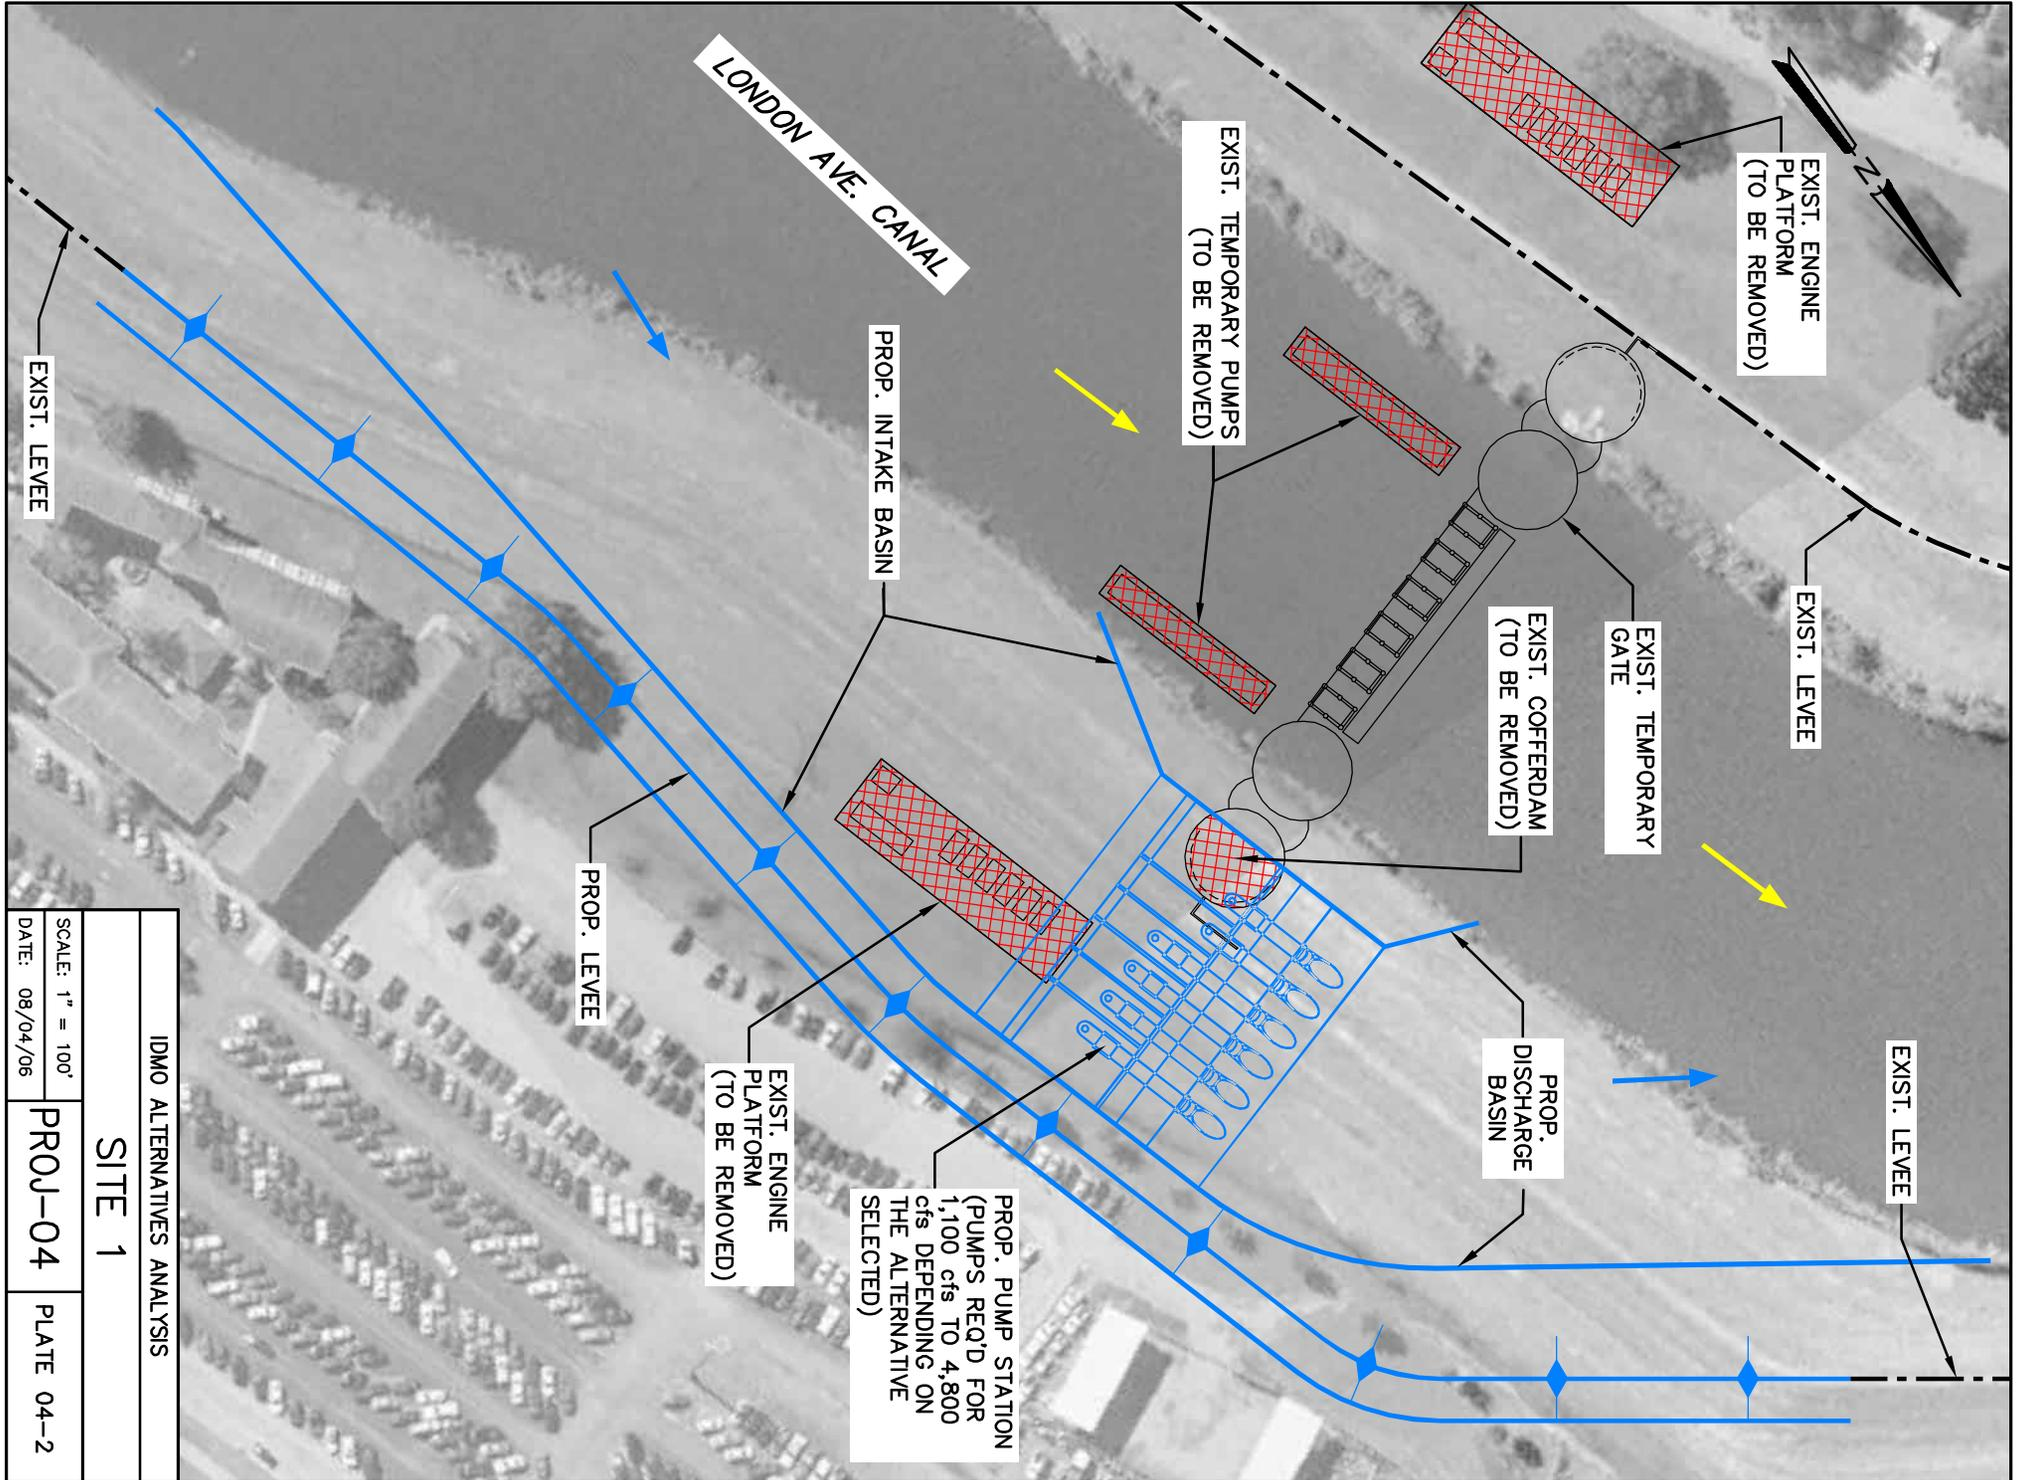 LONDON AVE. CANAL
EXIST. ENGINE
PLATFORM
(TO BE REMOVED)
N
EXIST. TEMPORARY PUMPS
(TO BE REMOVED)
EXIST. LEVEE
EXIST. TEMPORARY
GATE
EXIST. COFFERDAM
(TO BE REMOVED)
PROP. INTAKE BASIN
EXIST. LEVEE
PROP. LEVEE
PROP.
DISCHARGE
BASIN
EXIST. LEVEE
EXIST. ENGINE
PLATFORM
(TO BE REMOVED)
PROP. PUMP STATION
(PUMPS REQ'D FOR
1,100 cfs TO 4,800
cfs DEPENDING ON
THE ALTERNATIVE
SELECTED)
IDMO ALTERNATIVES ANALYSIS
SITE 1
SCALE: 1" = 100'
DATE: 08/04/06
PROJ-04
PLATE 04-2